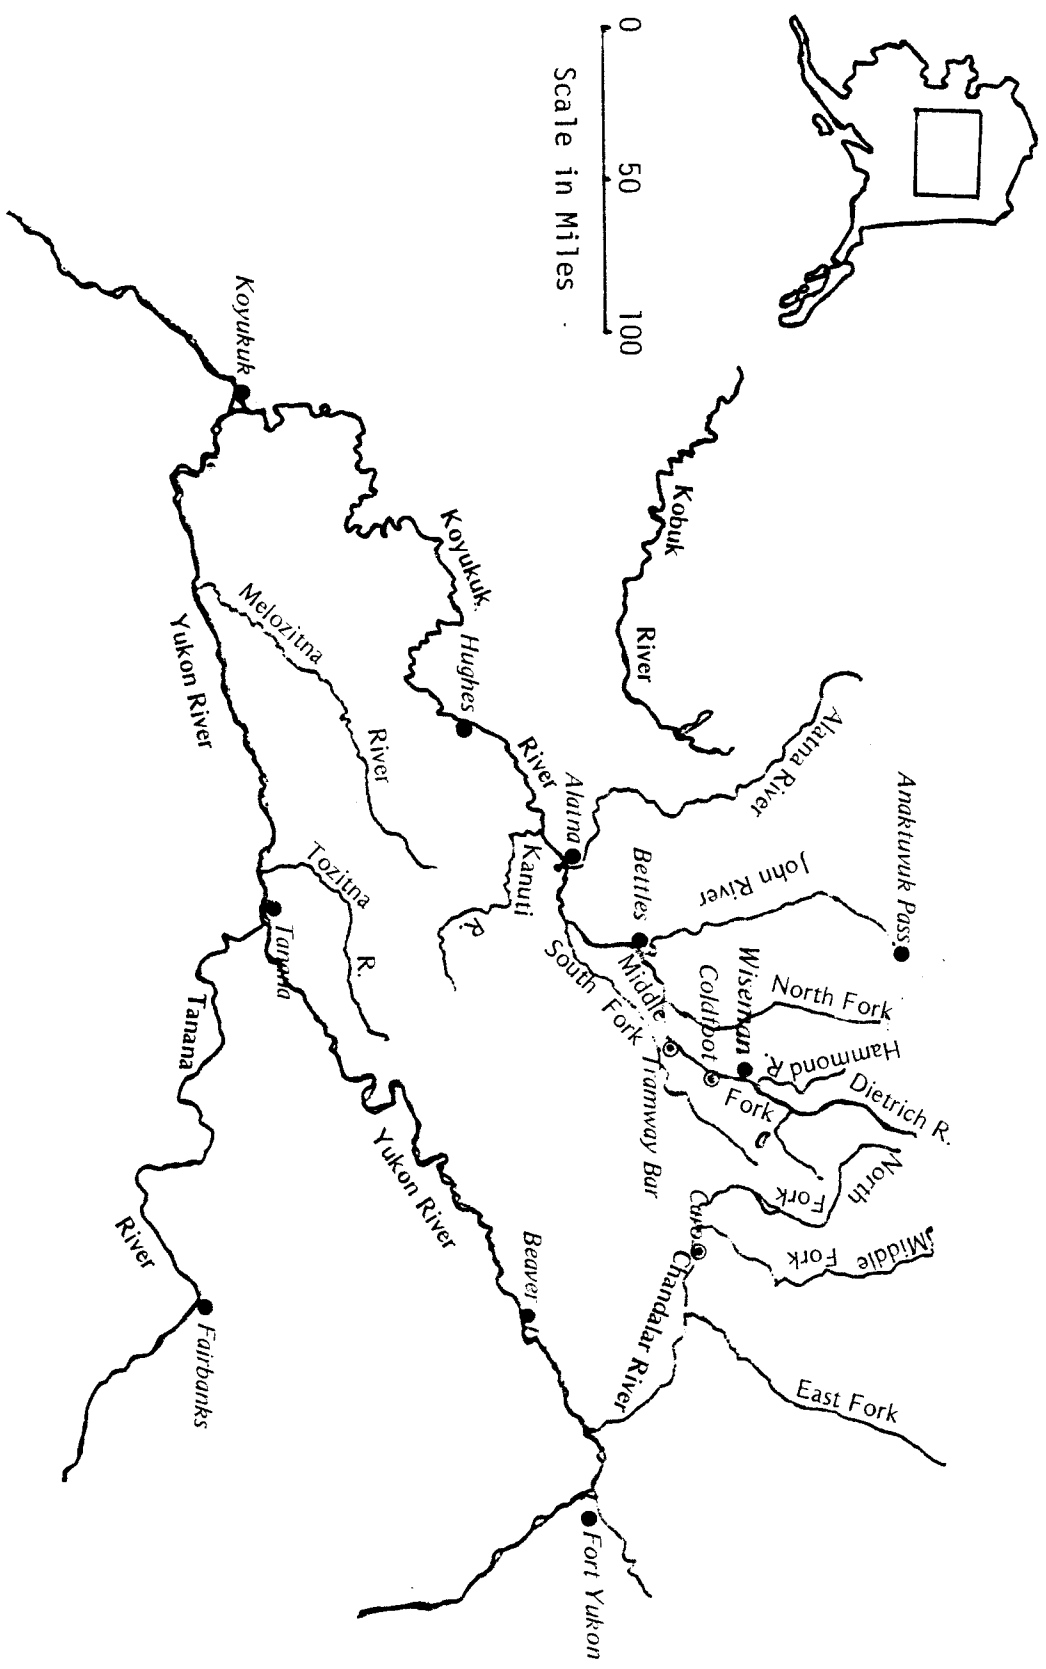 0 50 100
Scale in Miles
Kobuk
River
Alatna River
Anaktuvuk Pass
John River
North Fork
Hammond R.
Dietrich R.
Wiseman
Coldfoot
Bettles
Middle
Fork
South Fork
Tramway Bar
North
Fork
Middle Fork
East Fork
Caro
Chandalar River
Koyukuk
River
Hughes
Alatna
Kanuti
R.
Koyukuk
Melozitna
River
Yukon River
Tozitna
R.
Tanana
Yukon River
Beaver
Fort Yukon
Tanana
River
Fairbanks